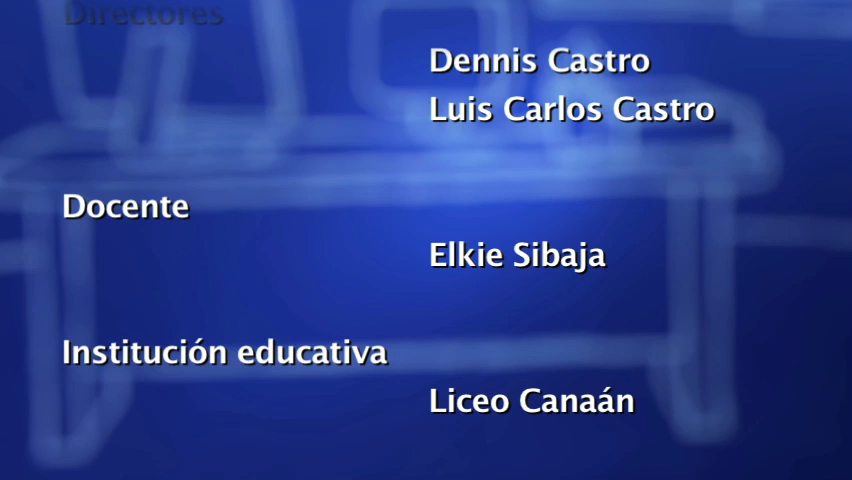 Directores
Dennis Castro
Luis Carlos Castro
Docente
Elkie Sibaja
Institución educativa
Liceo Canaán